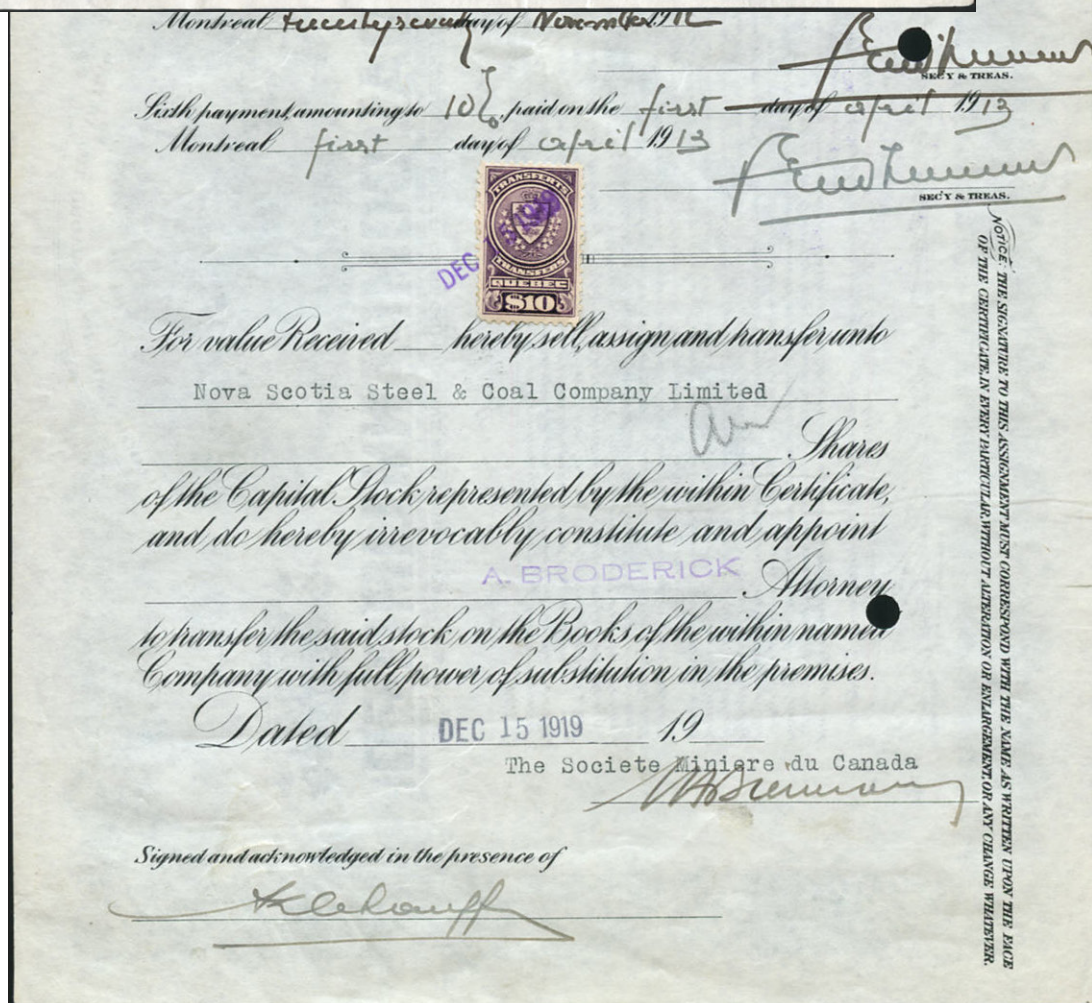 Montreal twentyseventh day of November 1912
SEC'Y & TREAS.
Sixth payment, amounting to 10%, paid on the first day of april 1913
Montreal first day of april 1913
SEC'Y & TREAS.
TRANSFERTS
DEC
TRANSFERS
QUEBEC
$10
For value Received hereby sell, assign and transfer unto
Nova Scotia Steel & Coal Company Limited
Shares
of the Capital Stock represented by the within Certificate,
and do hereby irrevocably constitute and appoint
A. BRODERICK Attorney
to transfer the said stock on the Books of the within named
Company with full power of substitution in the premises.
Dated DEC 15 1919 19
The Societe Miniere du Canada
Signed and acknowledged in the presence of
NOTICE: THE SIGNATURE TO THIS ASSIGNMENT MUST CORRESPOND WITH THE NAME AS WRITTEN UPON THE FACE
OF THE CERTIFICATE, IN EVERY PARTICULAR, WITHOUT ALTERATION OR ENLARGEMENT, OR ANY CHANGE WHATEVER.